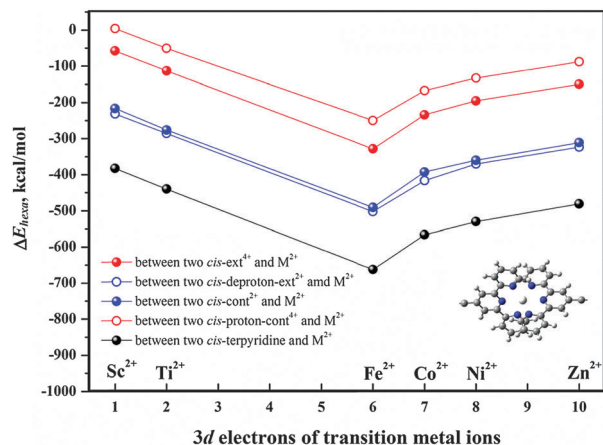 0
-100
-200
-300
-400
-500
-600
-700
-800
-900
-1000
ΔE_hexa, kcal/mol
between two cis-ext⁴⁺ and M²⁺
between two cis-deproton-ext²⁺ amd M²⁺
between two cis-cont²⁺ and M²⁺
between two cis-proton-cont⁴⁺ and M²⁺
between two cis-terpyridine and M²⁺
Sc²⁺ Ti²⁺ Fe²⁺ Co²⁺ Ni²⁺ Zn²⁺
1 2 3 4 5 6 7 8 9 10
3d electrons of transition metal ions